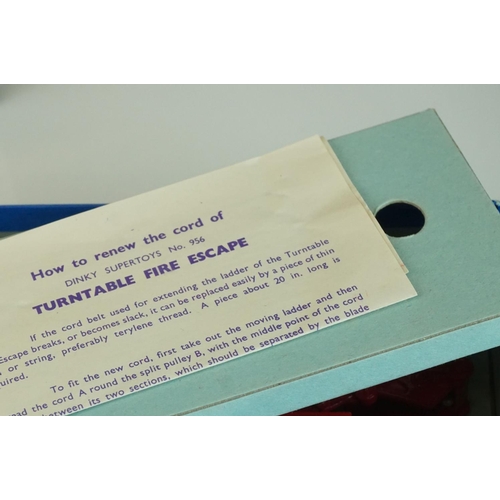 How to renew the cord of
DINKY SUPERTOYS No. 956
TURNTABLE FIRE ESCAPE
If the cord belt used for extending the ladder of the Turntable
Escape breaks, or becomes slack, it can be replaced easily by a piece of thin
or string, preferably terylene thread. A piece about 20 in. long is
uired.
To fit the new cord, first take out the moving ladder and then
ead the cord A round the split pulley B, with the middle point of the cord
between its two sections, which should be separated by the blade